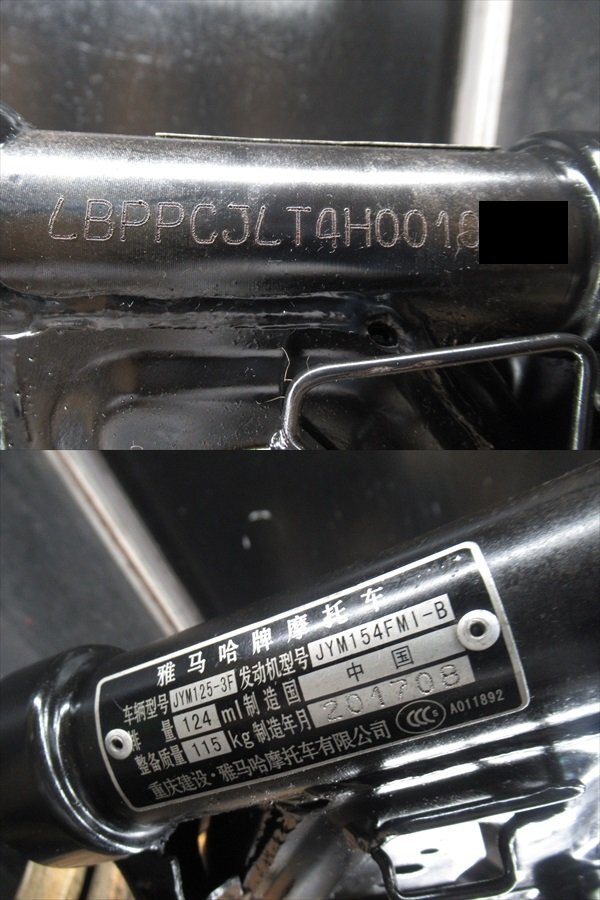 LBPPCJLT4H0018
雅马哈牌摩托车
车辆型号 JYM125-3F 发动机型号 JYM154FMI-B
排 量 124 ml 制造国 中 国
整备质量 115 kg 制造年月 201708
重庆建设·雅马哈摩托车有限公司 CCC S A011892